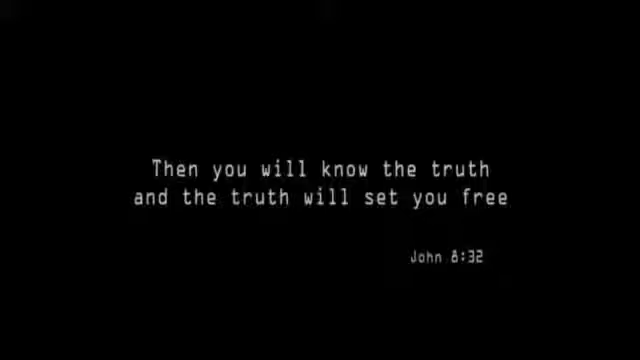 Then you will know the truth
and the truth will set you free
John 8:32